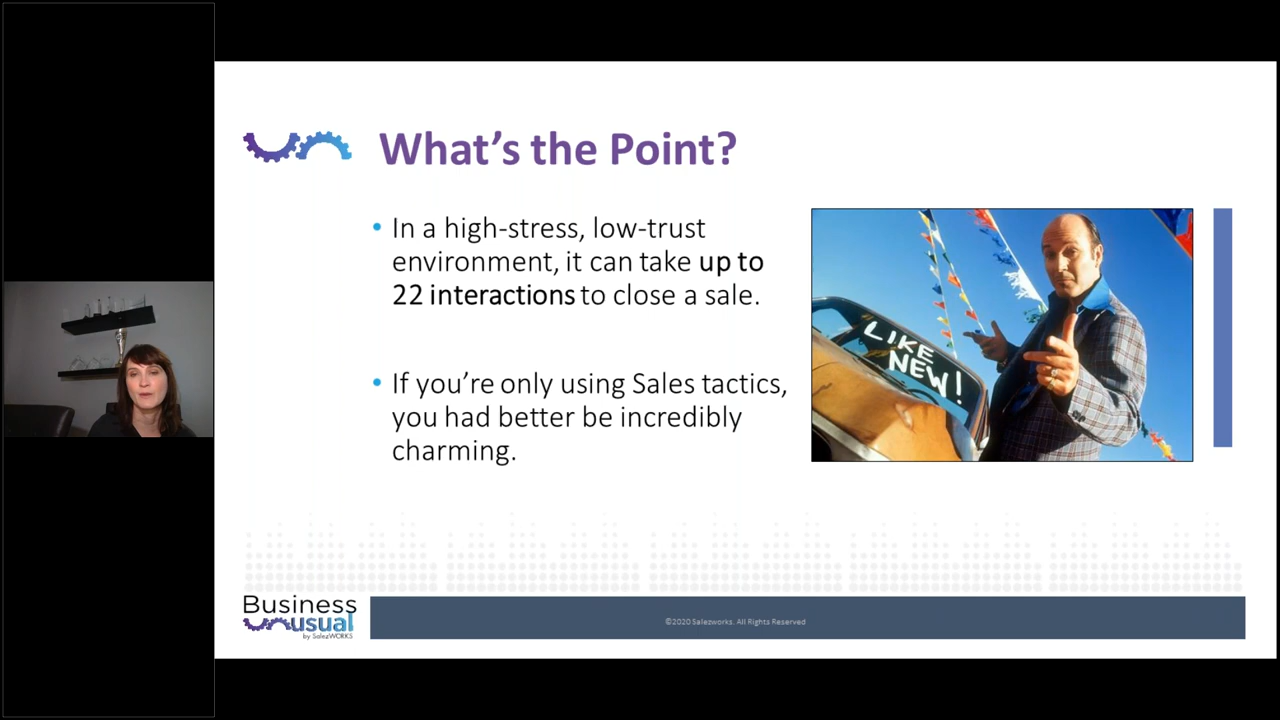 What's the Point?
• In a high-stress, low-trust
environment, it can take up to
22 interactions to close a sale.
• If you're only using Sales tactics,
you had better be incredibly
charming.
LIKE
NEW!
Business
unusual
by SalezWORKS
©2020 Salezworks. All Rights Reserved